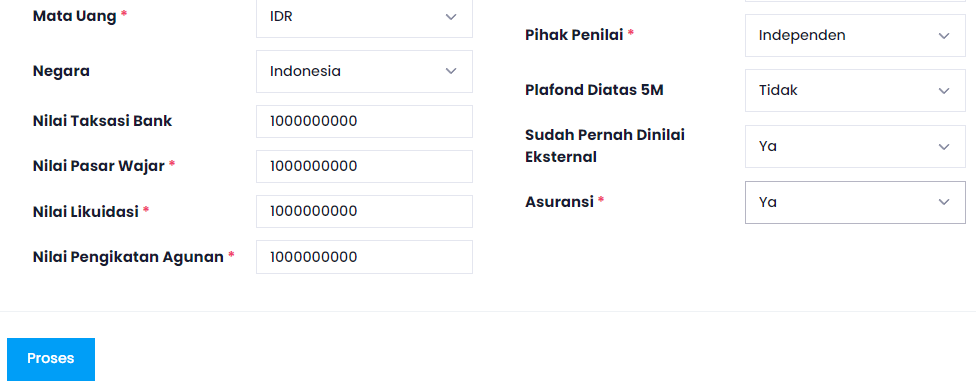 Mata Uang *
IDR
Negara
Indonesia
Nilai Taksasi Bank
1000000000
Nilai Pasar Wajar *
1000000000
Nilai Likuidasi *
1000000000
Nilai Pengikatan Agunan *
1000000000
Pihak Penilai *
Independen
Plafond Diatas 5M
Tidak
Sudah Pernah Dinilai
Eksternal
Ya
Asuransi *
Ya
Proses